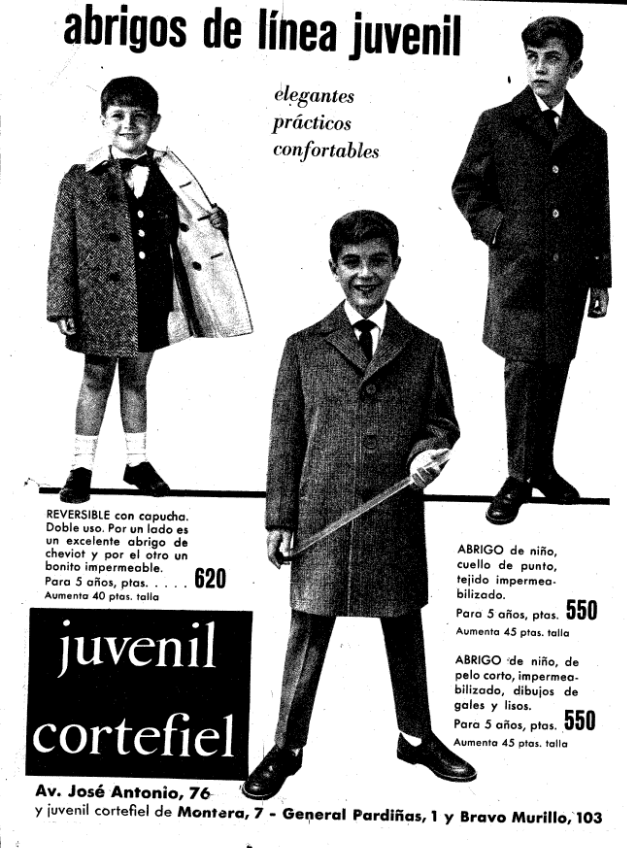 abrigos de línea juvenil
elegantes
prácticos
confortables
REVERSIBLE con capucha.
Doble uso. Por un lado es
un excelente abrigo de
cheviot y por el otro un
bonito impermeable.
Para 5 años, ptas. . . . . 620
Aumenta 40 ptas. talla
ABRIGO de niño,
cuello de punto,
tejido impermea-
bilizado.
Para 5 años, ptas. 550
Aumenta 45 ptas. talla
ABRIGO de niño, de
pelo corto, impermea-
bilizado, dibujos de
gales y lisos.
Para 5 años, ptas. 550
Aumenta 45 ptas. talla
juvenil
cortefiel
Av. José Antonio, 76
y juvenil cortefiel de Montera, 7 - General Pardiñas, 1 y Bravo Murillo, 103